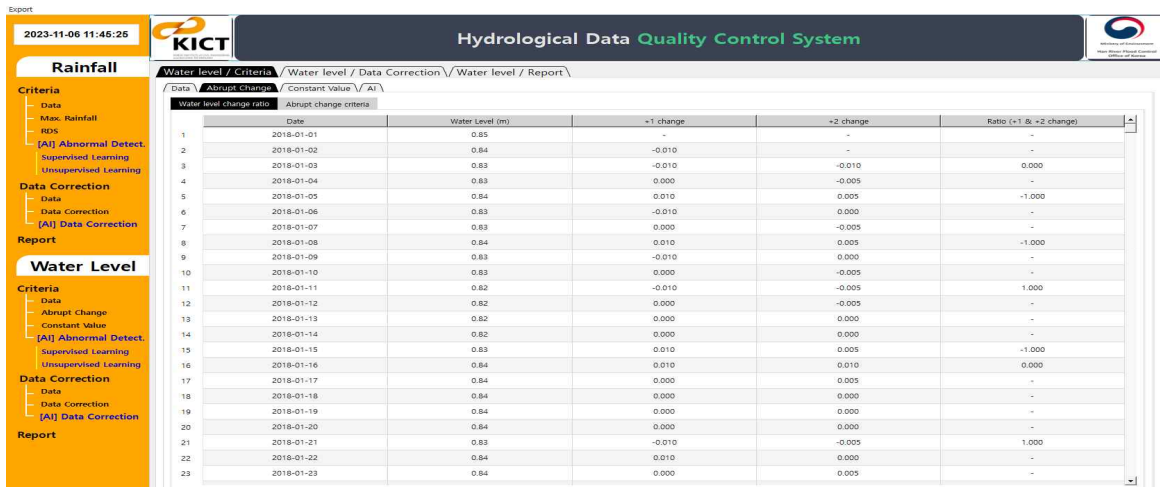 Export
2023-11-06 11:45:25
KICT
Hydrological Data Quality Control System
Ministry of Environment
Han River Flood Control
Office of Korea
Rainfall
Criteria
Data
Max. Rainfall
RDS
[AI] Abnormal Detect.
Supervised Learning
Unsupervised Learning
Data Correction
Data
Data Correction
[AI] Data Correction
Report
Water Level
Criteria
Data
Abrupt Change
Constant Value
[AI] Abnormal Detect.
Supervised Learning
Unsupervised Learning
Data Correction
Data
Data Correction
[AI] Data Correction
Report
Water level / Criteria Water level / Data Correction Water level / Report
Data Abrupt Change Constant Value AI
Water level change ratio Abrupt change criteria
Date Water Level (m) +1 change +2 change Ratio (+1 & +2 change)
1 2018-01-01 0.85 - - -
2 2018-01-02 0.84 -0.010 - -
3 2018-01-03 0.83 -0.010 -0.010 0.000
4 2018-01-04 0.83 0.000 -0.005 -
5 2018-01-05 0.84 0.010 0.005 -1.000
6 2018-01-06 0.83 -0.010 0.000 -
7 2018-01-07 0.83 0.000 -0.005 -
8 2018-01-08 0.84 0.010 0.005 -1.000
9 2018-01-09 0.83 -0.010 0.000 -
10 2018-01-10 0.83 0.000 -0.005 -
11 2018-01-11 0.82 -0.010 -0.005 1.000
12 2018-01-12 0.82 0.000 -0.005 -
13 2018-01-13 0.82 0.000 0.000 -
14 2018-01-14 0.82 0.000 0.000 -
15 2018-01-15 0.83 0.010 0.005 -1.000
16 2018-01-16 0.84 0.010 0.010 0.000
17 2018-01-17 0.84 0.000 0.005 -
18 2018-01-18 0.84 0.000 0.000 -
19 2018-01-19 0.84 0.000 0.000 -
20 2018-01-20 0.84 0.000 0.000 -
21 2018-01-21 0.83 -0.010 -0.005 1.000
22 2018-01-22 0.84 0.010 0.000 -
23 2018-01-23 0.84 0.000 0.005 -